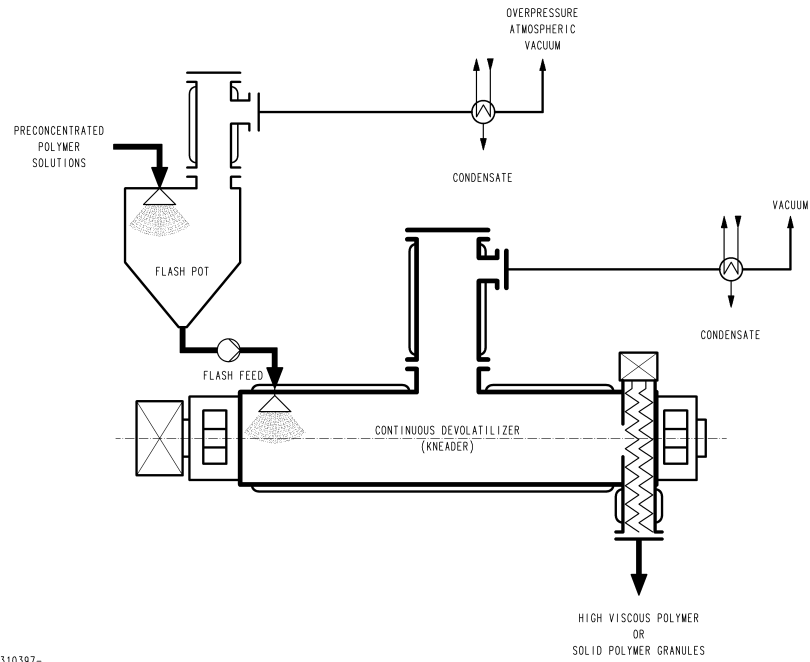 OVERPRESSURE
ATMOSPHERIC
VACUUM
PRECONCENTRATED
POLYMER
SOLUTIONS
CONDENSATE
VACUUM
FLASH POT
CONDENSATE
FLASH FEED
CONTINUOUS DEVOLATILIZER
(KNEADER)
HIGH VISCOUS POLYMER
OR
SOLID POLYMER GRANULES
310397-